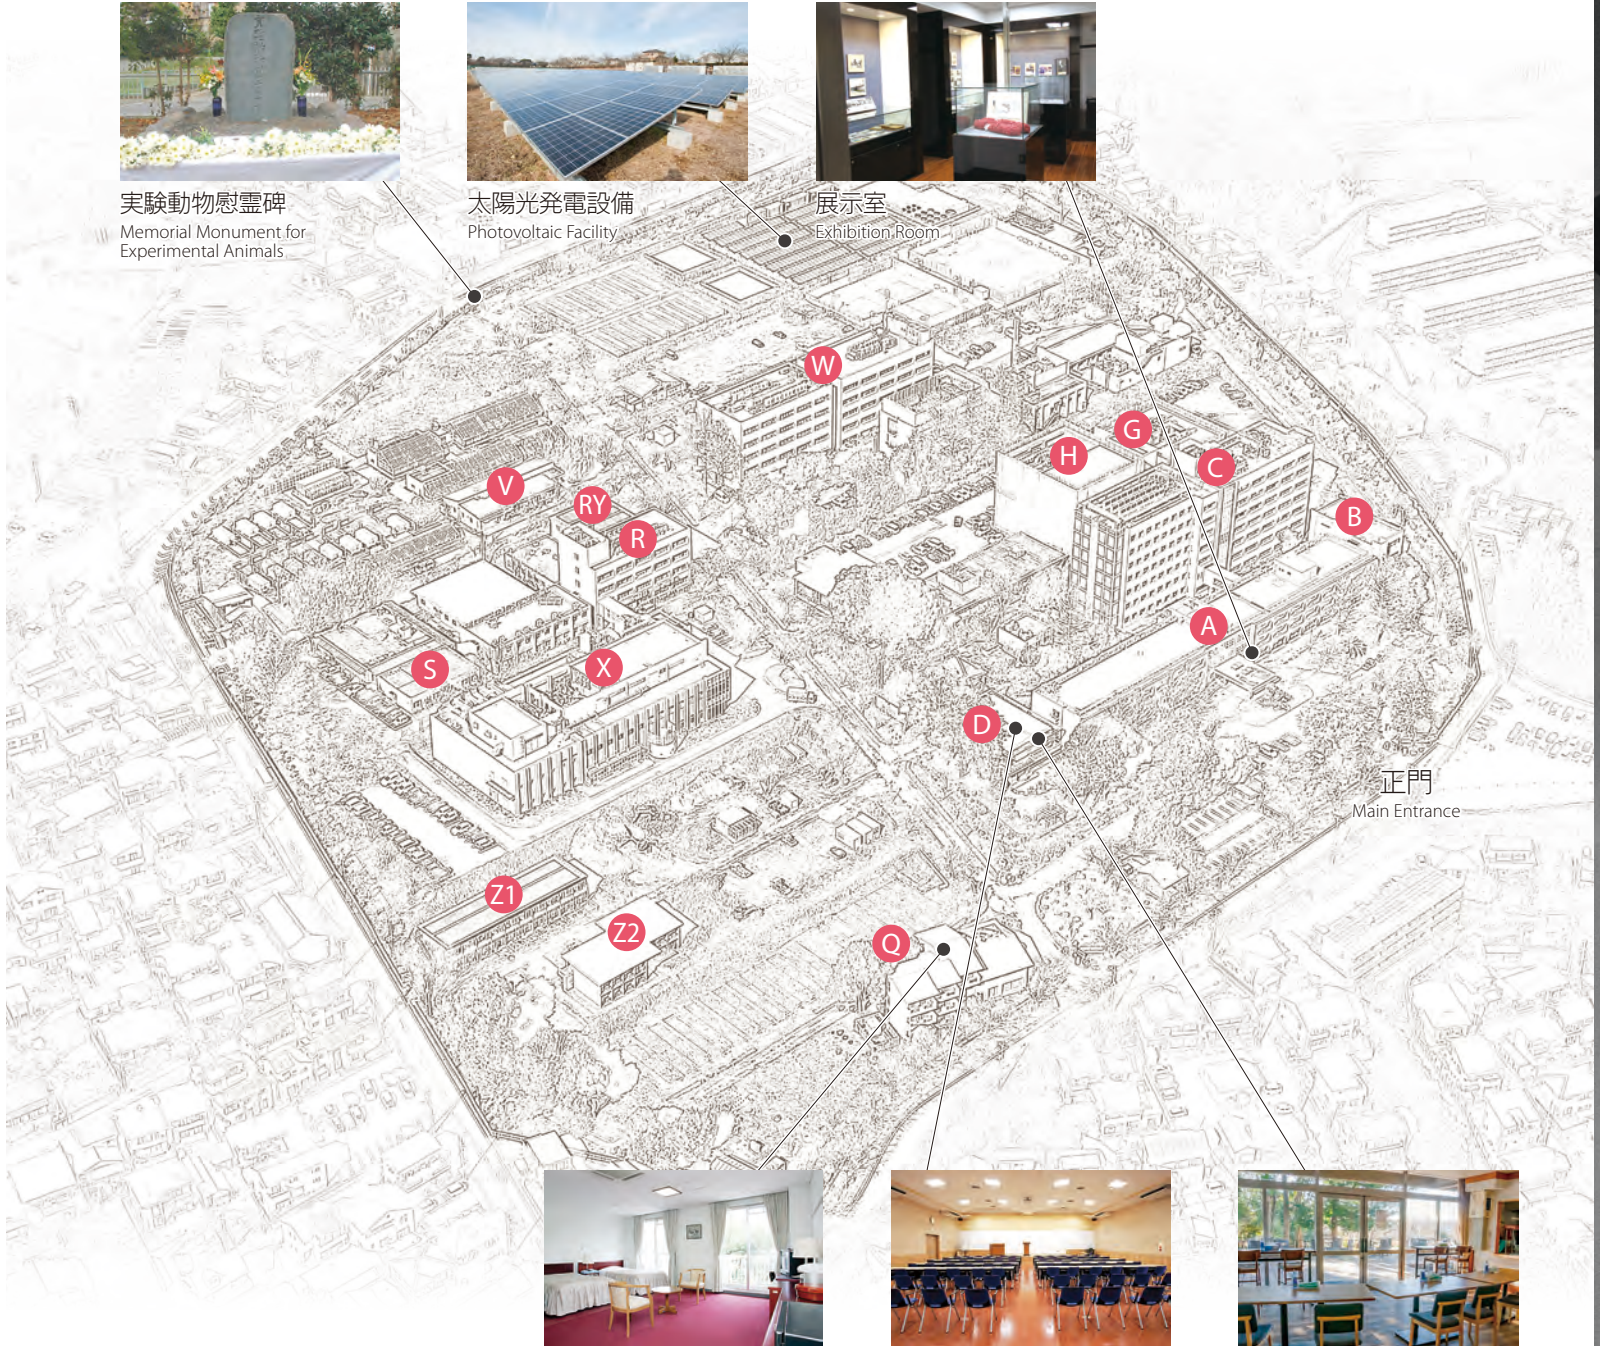 実験動物慰霊碑
Memorial Monument for
Experimental Animals
太陽光発電設備
Photovoltaic Facility
展示室
Exhibition Room
W
G
H
C
V
RY
B
R
A
S
X
D
正門
Main Entrance
Z1
Z2
Q